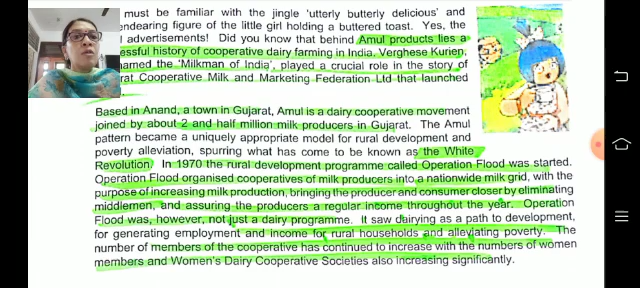 must be familiar with the jingle 'utterly butterly delicious' and
endearing figure of the little girl holding a buttered toast. Yes, the
advertisements! Did you know that behind Amul products lies a
essful history of cooperative dairy farming in India. Verghese Kurien,
named the 'Milkman of India', played a crucial role in the story of
rat Cooperative Milk and Marketing Federation Ltd that launched
Based in Anand, a town in Gujarat, Amul is a dairy cooperative movement
joined by about 2 and half million milk producers in Gujarat. The Amul
pattern became a uniquely appropriate model for rural development and
poverty alleviation, spurring what has come to be known as the White
Revolution. In 1970 the rural development programme called Operation Flood was started.
Operation Flood organised cooperatives of milk producers into a nationwide milk grid, with the
purpose of increasing milk production, bringing the producer and consumer closer by eliminating
middlemen, and assuring the producers a regular income throughout the year. Operation
Flood was, however, not just a dairy programme. It saw dairying as a path to development,
for generating employment and income for rural households and alleviating poverty. The
number of members of the cooperative has continued to increase with the numbers of women
members and Women's Dairy Cooperative Societies also increasing significantly.